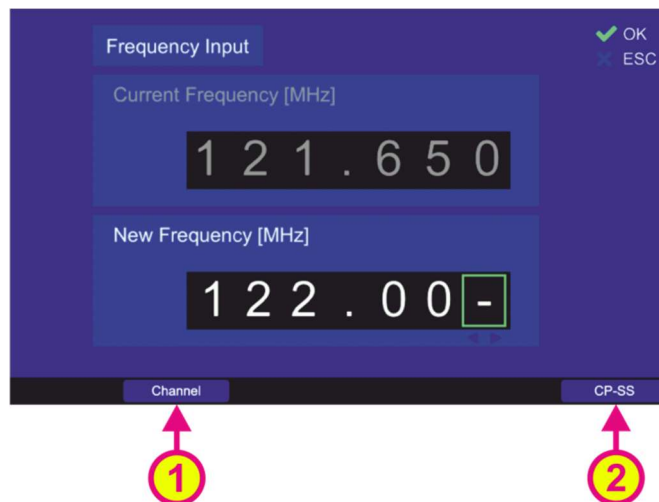 Frequency Input
OK
ESC
Current Frequency [MHz]
121.650
New Frequency [MHz]
122.00-
Channel
CP-SS
1
2